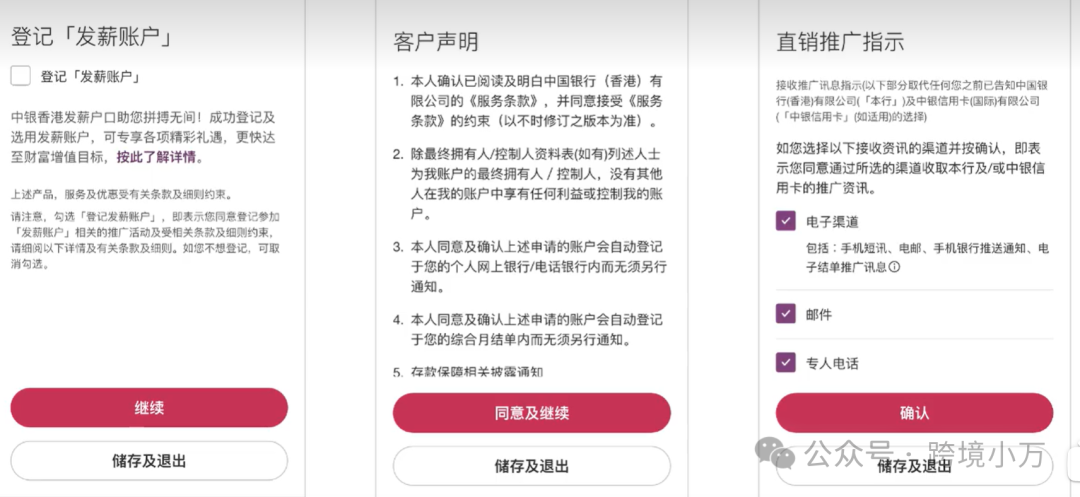 登记「发薪账户」
登记「发薪账户」
中银香港发薪户口助您拼搏无间！成功登记及
选用发薪账户，可专享各项精彩礼遇，更快达
至财富增值目标，按此了解详情。
上述产品，服务及优惠受有关条款及细则约束。
请注意，勾选「登记发薪账户」，即表示您同意登记参加
「发薪账户」相关的推广活动及受相关条款及细则约束，
请细阅以下详情及有关条款及细则。如您不想登记，可取
消勾选。
继续
储存及退出
客户声明
1. 本人确认已阅读及明白中国银行（香港）有
限公司的《服务条款》，并同意接受《服务
条款》的约束（以不时修订之版本为准）。
2. 除最终拥有人/控制人资料表(如有)列述人士
为我账户的最终拥有人 / 控制人，没有其他
人在我的账户中享有任何利益或控制我的账
户。
3. 本人同意及确认上述申请的账户会自动登记
于您的个人网上银行/电话银行内而无须另行
通知。
4. 本人同意及确认上述申请的账户会自动登记
于您的综合月结单内而无须另行通知。
5. 存款保障相关披露通知
同意及继续
储存及退出
直销推广指示
接收推广讯息指示(以下部分取代任何您之前已告知中国银
行(香港)有限公司(「本行」)及中银信用卡(国际)有限公司
(「中银信用卡」(如适用)的选择)
如您选择以下接收资讯的渠道并按确认，即表
示您同意通过所选的渠道收取本行及/或中银信
用卡的推广资讯。
电子渠道
包括：手机短讯、电邮、手机银行推送通知、电
子结单推广讯息
邮件
专人电话
确认
储存及退出
公众号 · 跨境小万